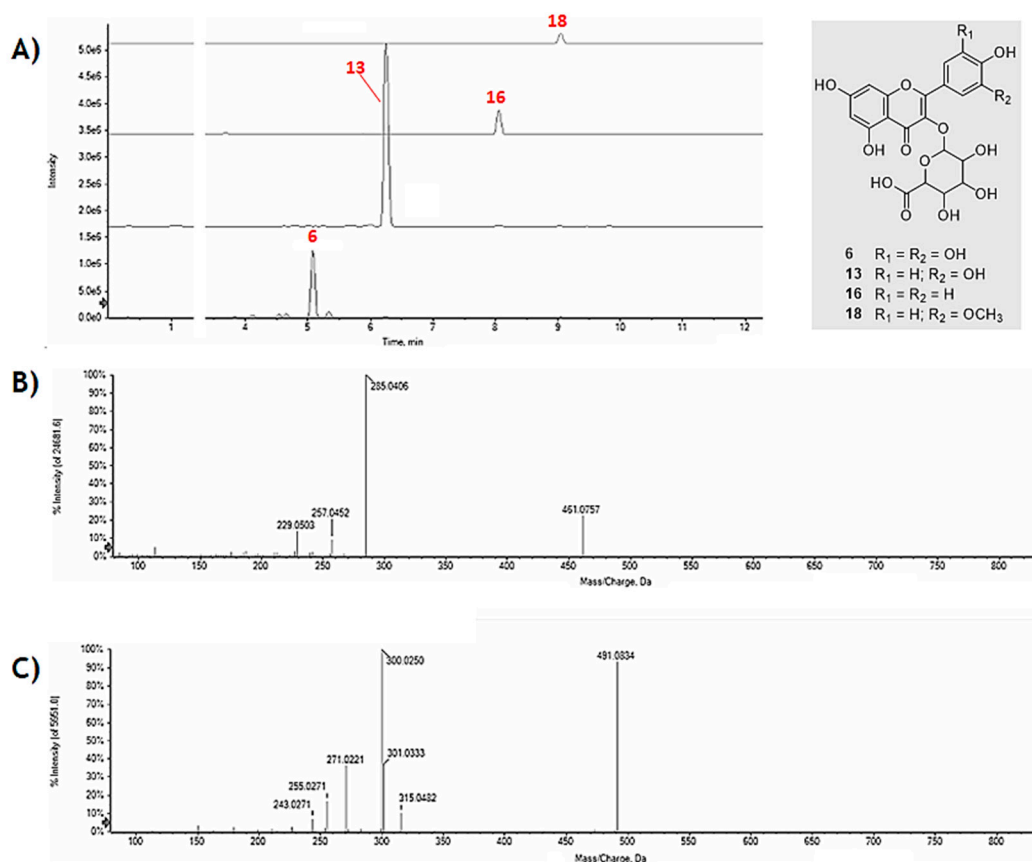 A)
18
13
16
6
5.0e6
4.5e6
4.0e6
3.5e6
3.0e6
2.5e6
2.0e6
1.5e6
1.0e6
5.0e5
0.0e0
Intensity
1 4 5 6 7 8 9 10 11 12
Time, min
R1
OH
HO
O
R2
OH O
O
O OH
HO
O OH OH
6 R1 = R2 = OH
13 R1 = H; R2 = OH
16 R1 = R2 = H
18 R1 = H; R2 = OCH3
B)
100%
90%
80%
70%
60%
50%
40%
30%
20%
10%
0%
% Intensity [of 24681.6]
285.0406
257.0452
229.0503
461.0757
100 150 200 250 300 350 400 450 500 550 600 650 700 750 800
Mass/Charge, Da
C)
100%
90%
80%
70%
60%
50%
40%
30%
20%
10%
0%
300.0250
491.0834
301.0333
271.0221
255.0271
243.0271
315.0482
100 150 200 250 300 350 400 450 500 550 600 650 700 750 800
Mass/Charge, Da